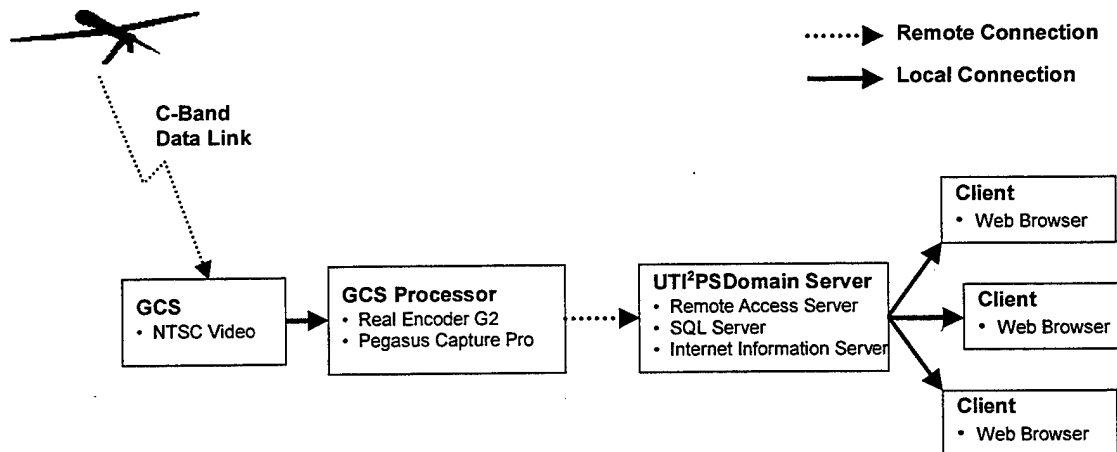 Remote Connection
Local Connection
C-Band
Data Link
GCS
• NTSC Video
GCS Processor
• Real Encoder G2
• Pegasus Capture Pro
UTI²PSDomain Server
• Remote Access Server
• SQL Server
• Internet Information Server
Client
• Web Browser
Client
• Web Browser
Client
• Web Browser